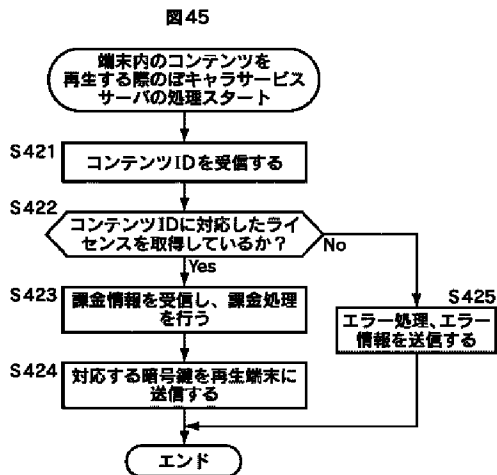 図45
端末内のコンテンツを
再生する際のぽキャラサービス
サーバの処理スタート
S421
コンテンツIDを受信する
S422
コンテンツIDに対応したライ
センスを取得しているか?
No
Yes
S423
課金情報を受信し、課金処理
を行う
S425
エラー処理、エラー
情報を送信する
S424
対応する暗号鍵を再生端末に
送信する
エンド